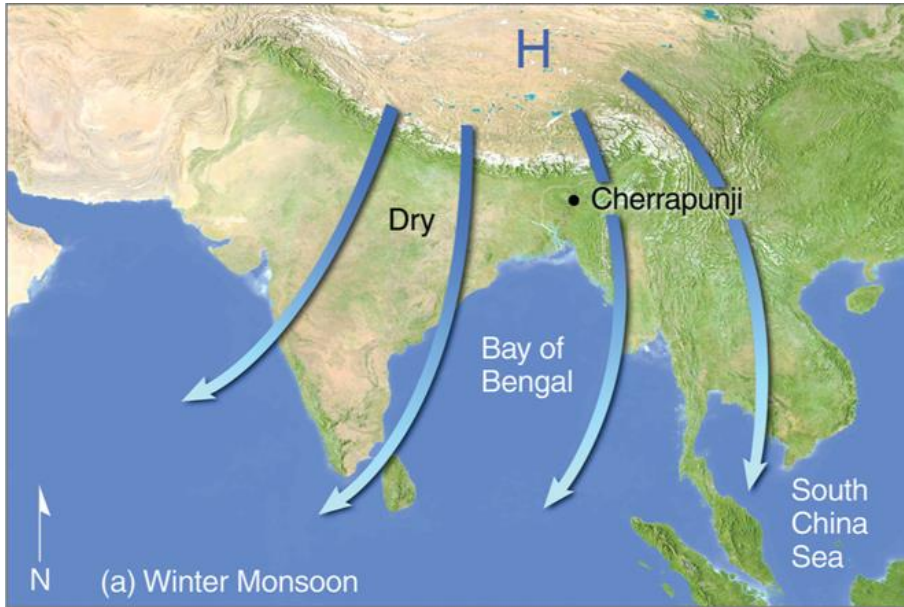 H
Cherrapunji
Dry
Bay of
Bengal
South
China
Sea
N
(a) Winter Monsoon